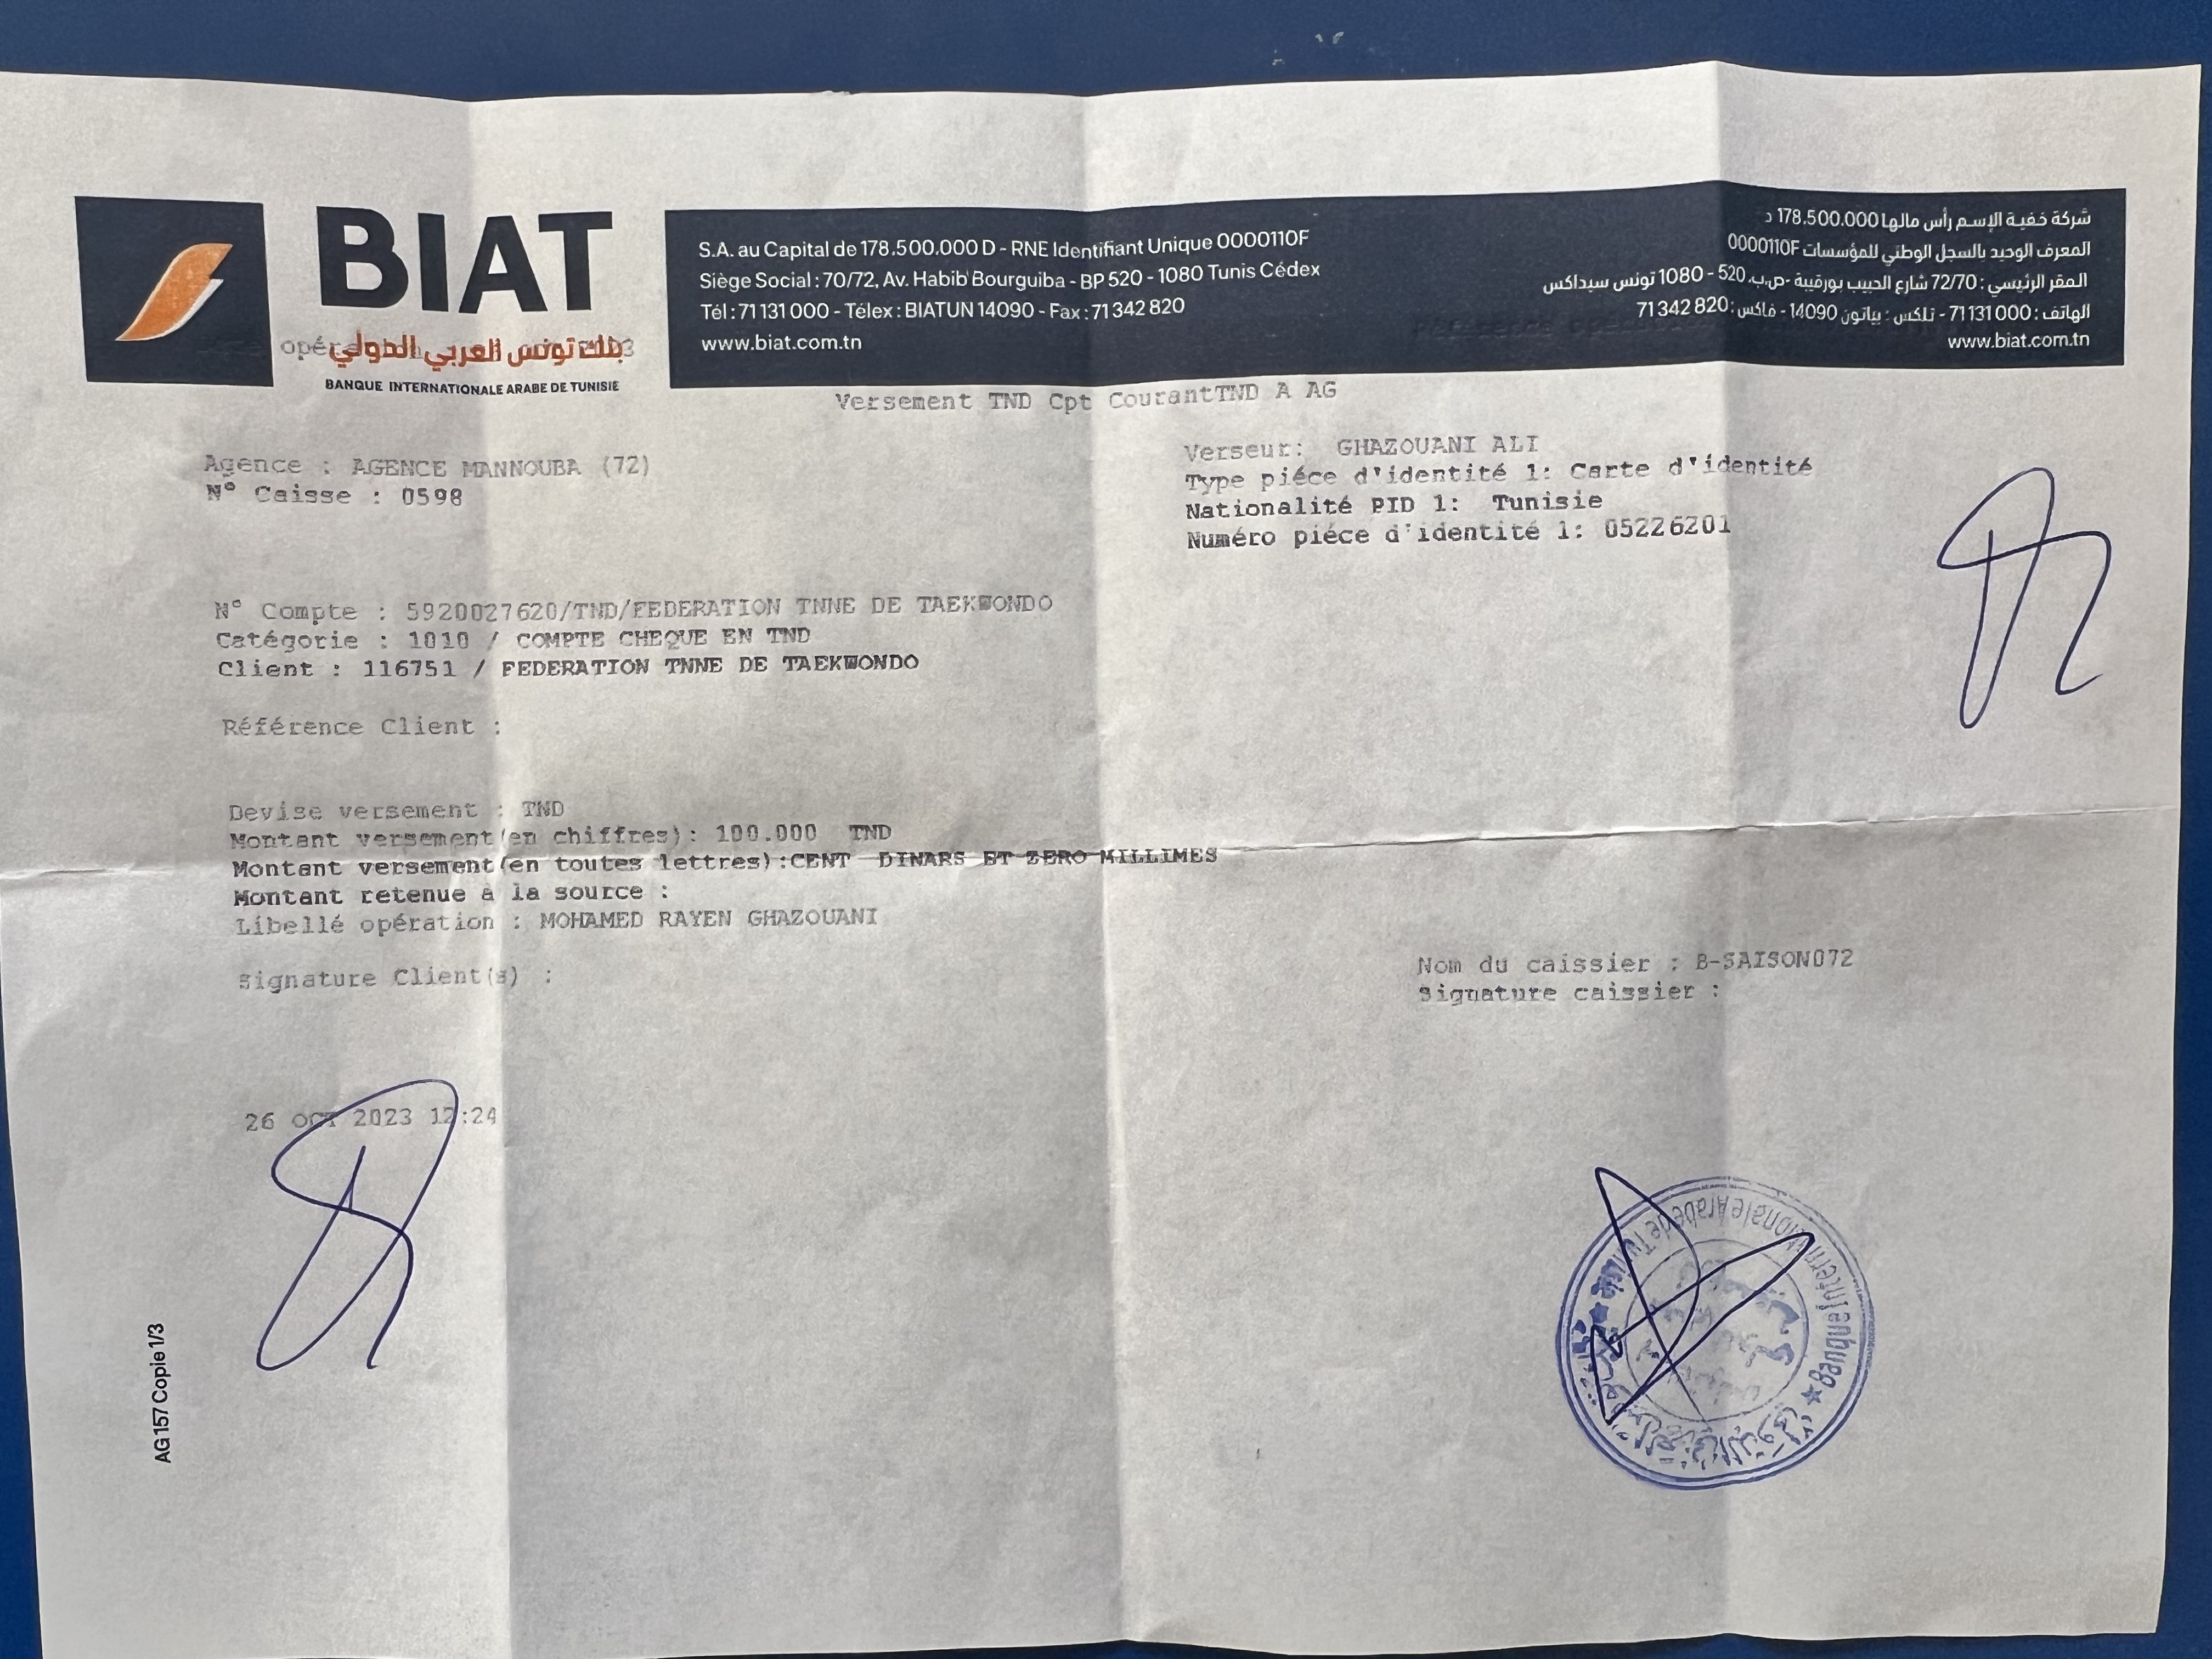 BIAT
بنك تونس العربي الدولي
BANQUE INTERNATIONALE ARABE DE TUNISIE
S.A. au Capital de 178.500.000 D - RNE Identifiant Unique 0000110F
Siège Social : 70/72, Av. Habib Bourguiba - BP 520 - 1080 Tunis Cédex
Tél : 71 131 000 - Télex : BIATUN 14090 - Fax : 71 342 820
www.biat.com.tn
شركة خفية الإسم رأس مالها 178.500.000 د
المعرف الوحيد بالسجل الوطني للمؤسسات 0000110F
المقر الرئيسي : 72/70 شارع الحبيب بورقيبة -ص.ب. 520 - 1080 تونس سيداكس
الهاتف : 71 131 000 - تلكس : بياتون 14090 - فاكس : 71 342 820
www.biat.com.tn
Versement TND Cpt CourantTND A AG
Agence : AGENCE MANNOUBA (72)
N° Caisse : 0598
Verseur: GHAZOUANI ALI
Type piéce d'identité 1: Carte d'identité
Nationalité PID 1: Tunisie
Numéro piéce d'identité 1: 05226201
N° Compte : 5920027620/TND/FEDERATION TNNE DE TAEKWONDO
Catégorie : 1010 / COMPTE CHEQUE EN TND
Client : 116751 / FEDERATION TNNE DE TAEKWONDO
Référence Client :
Devise versement : TND
Montant versement(en chiffres): 100.000 TND
Montant versement(en toutes lettres):CENT DINARS ET ZERO MILLIMES
Montant retenue à la source :
Libellé opération : MOHAMED RAYEN GHAZOUANI
Signature Client(s) :
Nom du caissier : B-SAISON072
Signature caissier :
26 OCT 2023 12:24
AG 157 Copie 1/3
Banque Internationale Arabe de Tunisie